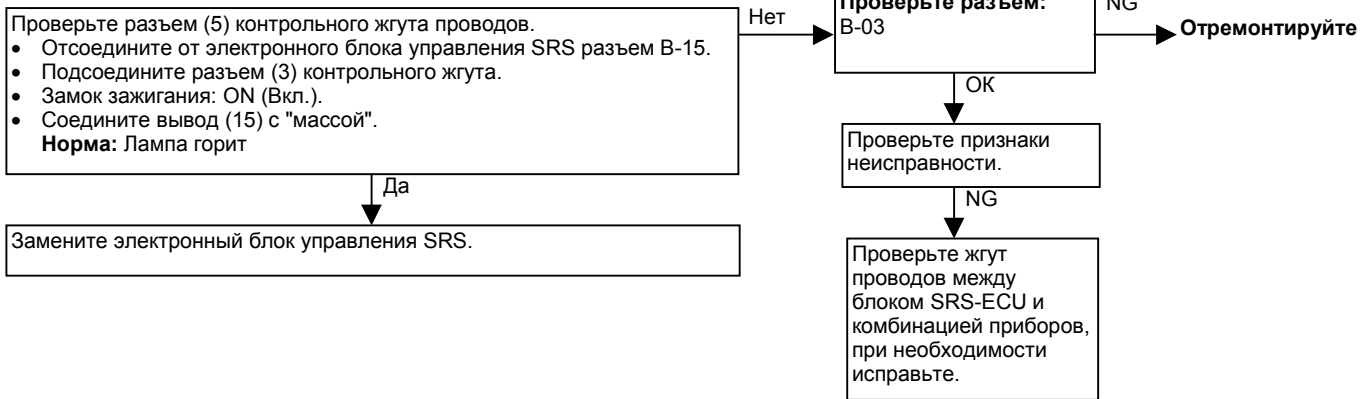 Проверьте разъем (5) контрольного жгута проводов.
• Отсоедините от электронного блока управления SRS разъем B-15.
• Подсоедините разъем (3) контрольного жгута.
• Замок зажигания: ON (Вкл.).
• Соедините вывод (15) с "массой".
Норма: Лампа горит
Нет
Проверьте разъем:
B-03
NG
Отремонтируйте
Да
Замените электронный блок управления SRS.
ОК
Проверьте признаки
неисправности.
NG
Проверьте жгут
проводов между
блоком SRS-ECU и
комбинацией приборов,
при необходимости
исправьте.